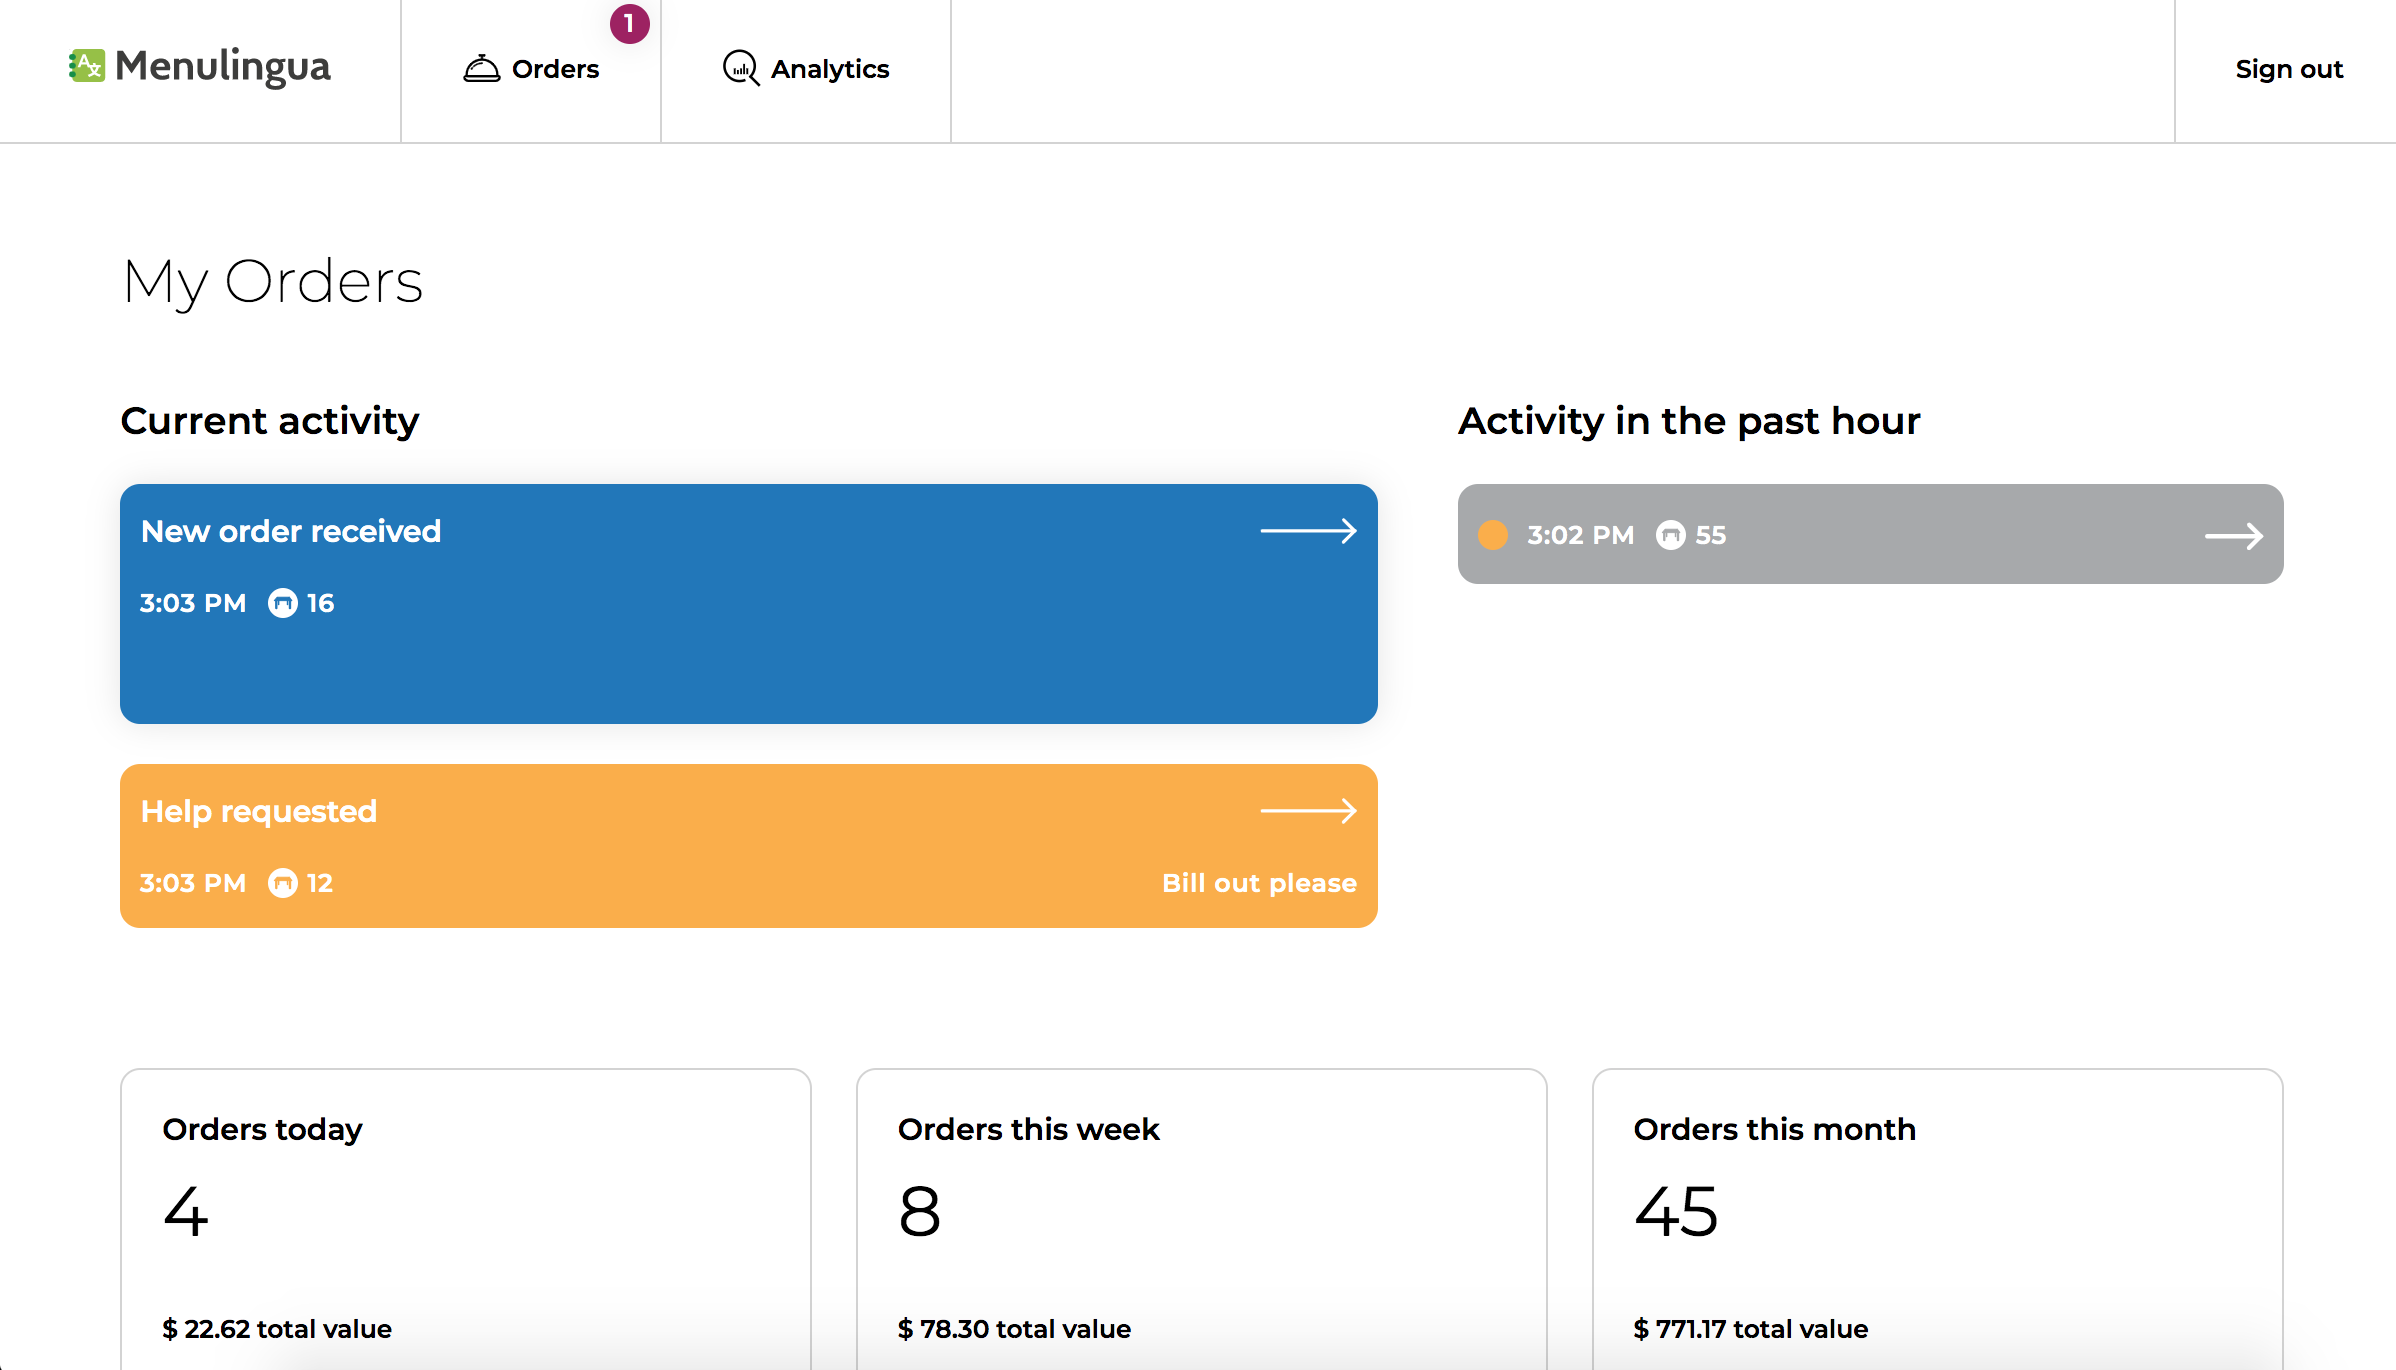 Menulingua
Orders
1
Analytics
Sign out
My Orders
Current activity
New order received
3:03 PM 16
Help requested
3:03 PM 12
Bill out please
Activity in the past hour
3:02 PM 55
Orders today
4
$ 22.62 total value
Orders this week
8
$ 78.30 total value
Orders this month
45
$ 771.17 total value